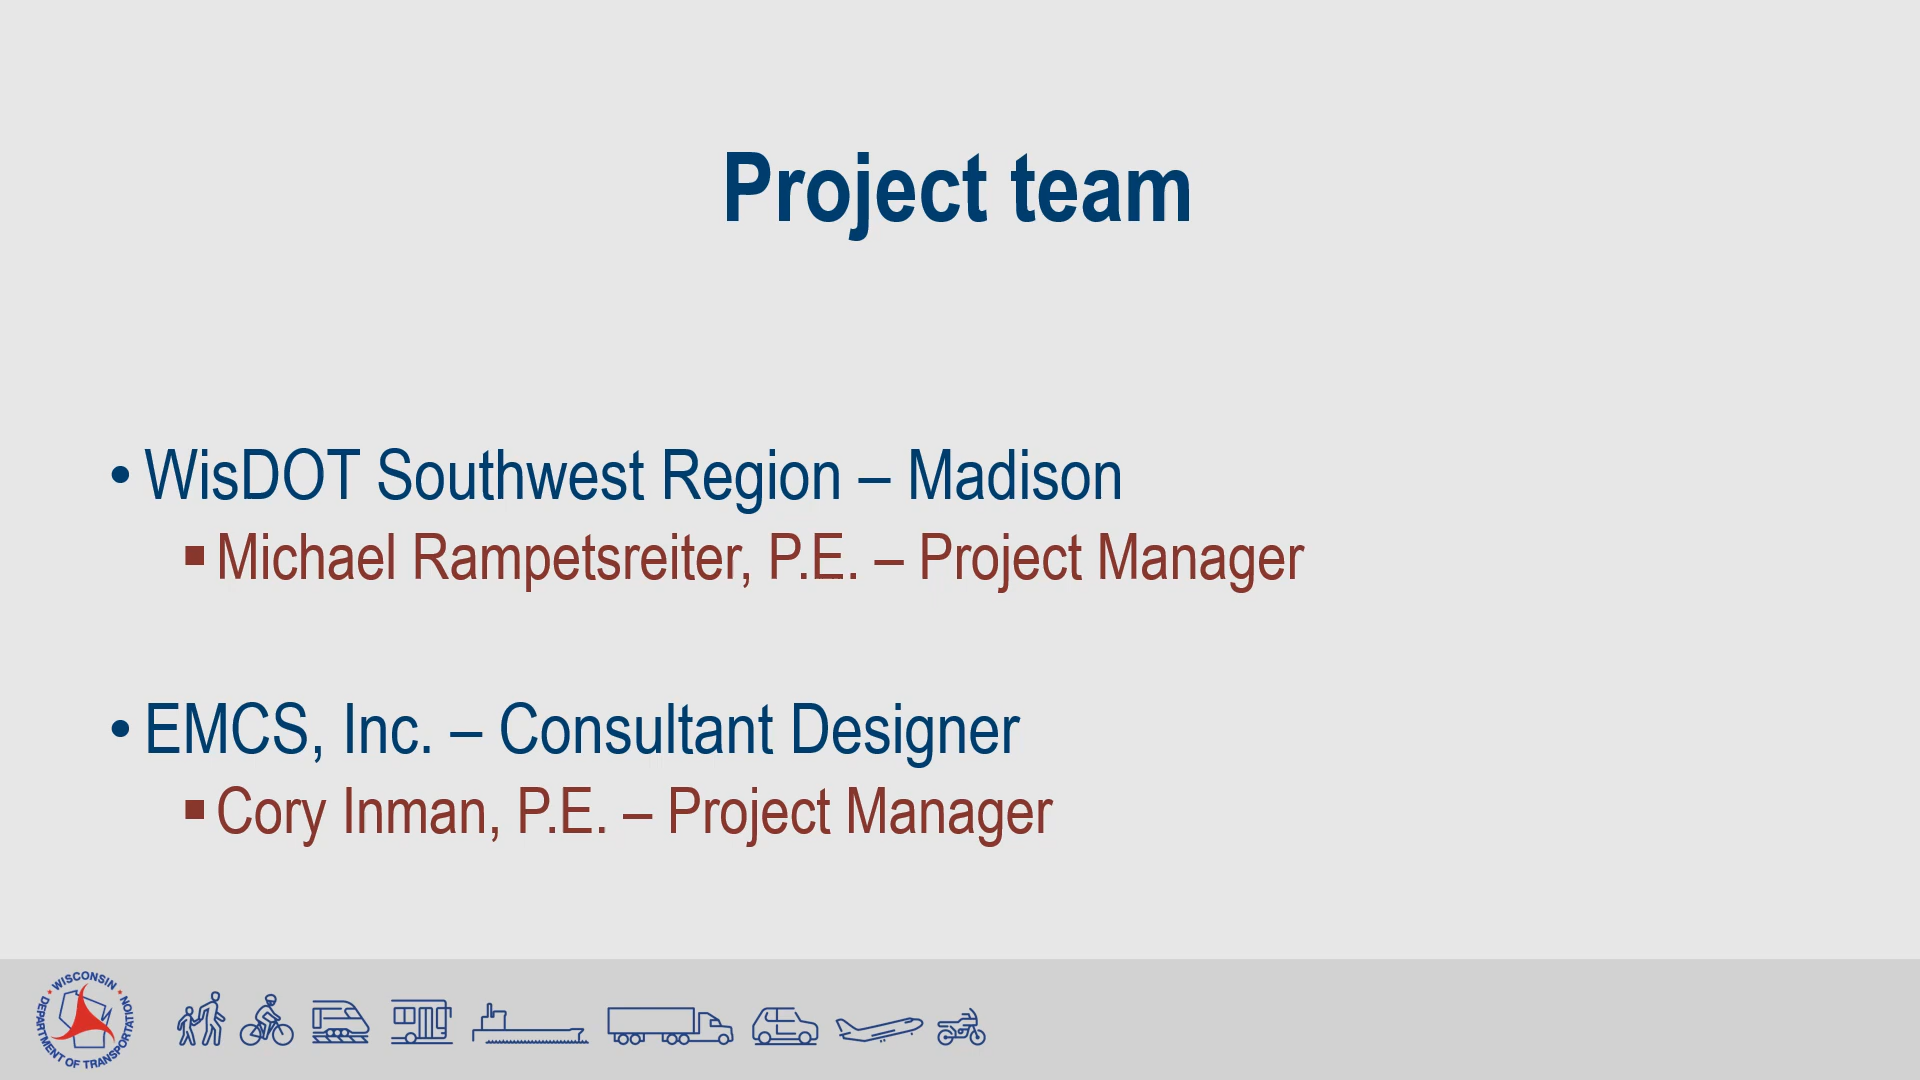 Project team
• WisDOT Southwest Region – Madison
▪ Michael Rampetsreiter, P.E. – Project Manager
• EMCS, Inc. – Consultant Designer
▪ Cory Inman, P.E. – Project Manager
WISCONSIN
DEPARTMENT OF TRANSPORTATION